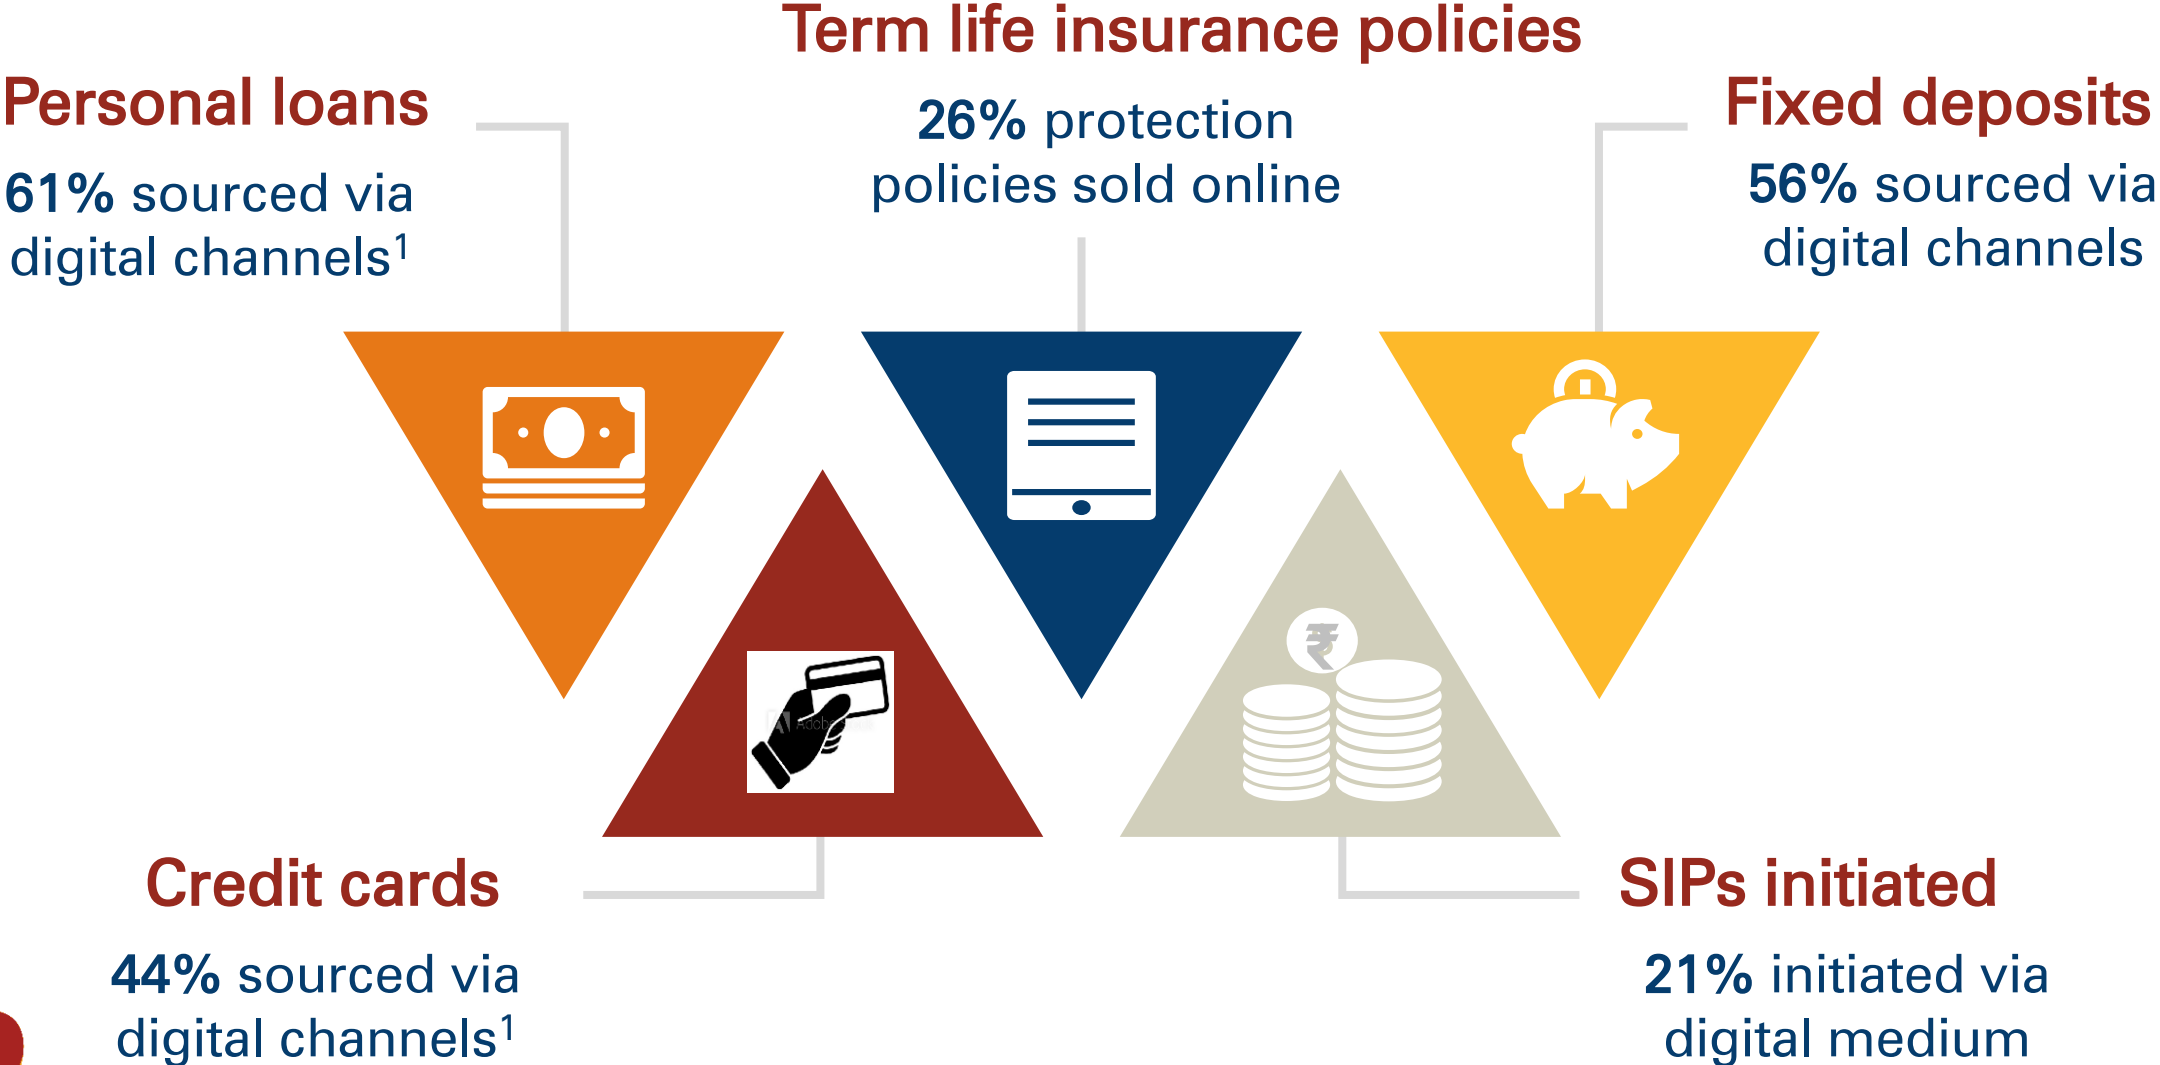 Term life insurance policies
26% protection
policies sold online
Personal loans
61% sourced via
digital channels¹
Fixed deposits
56% sourced via
digital channels
₹
Credit cards
44% sourced via
digital channels¹
SIPs initiated
21% initiated via
digital medium